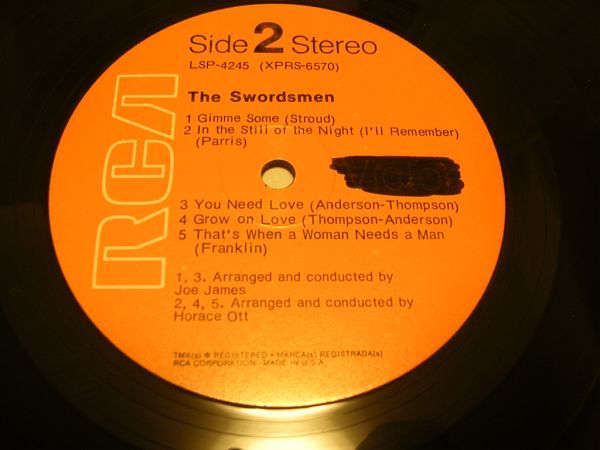 Side 2 Stereo
LSP-4245 (XPRS-6570)
RCA
The Swordsmen
1 Gimme Some (Stroud)
2 In the Still of the Night (I'll Remember)
(Parris)
3 You Need Love (Anderson-Thompson)
4 Grow on Love (Thompson-Anderson)
5 That's When a Woman Needs a Man
(Franklin)
1, 3. Arranged and conducted by
Joe James
2, 4, 5. Arranged and conducted by
Horace Ott
TMK(s) ® REGISTERED • MARCA(s) REGISTRADA(s)
RCA CORPORATION-MADE IN U.S.A.